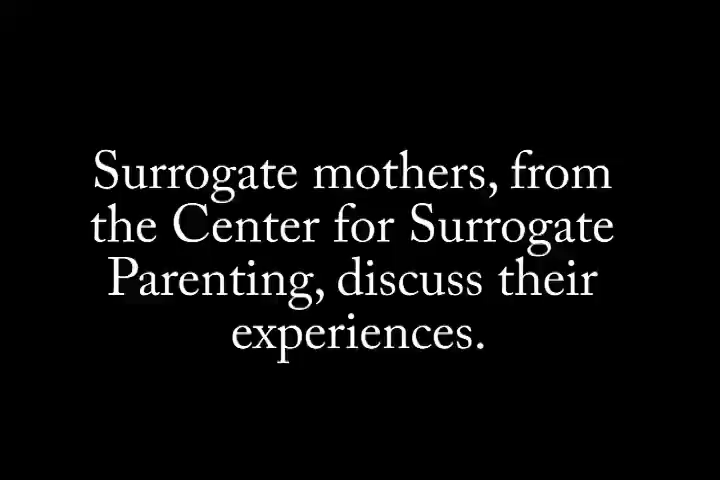 Surrogate mothers, from
the Center for Surrogate
Parenting, discuss their
experiences.